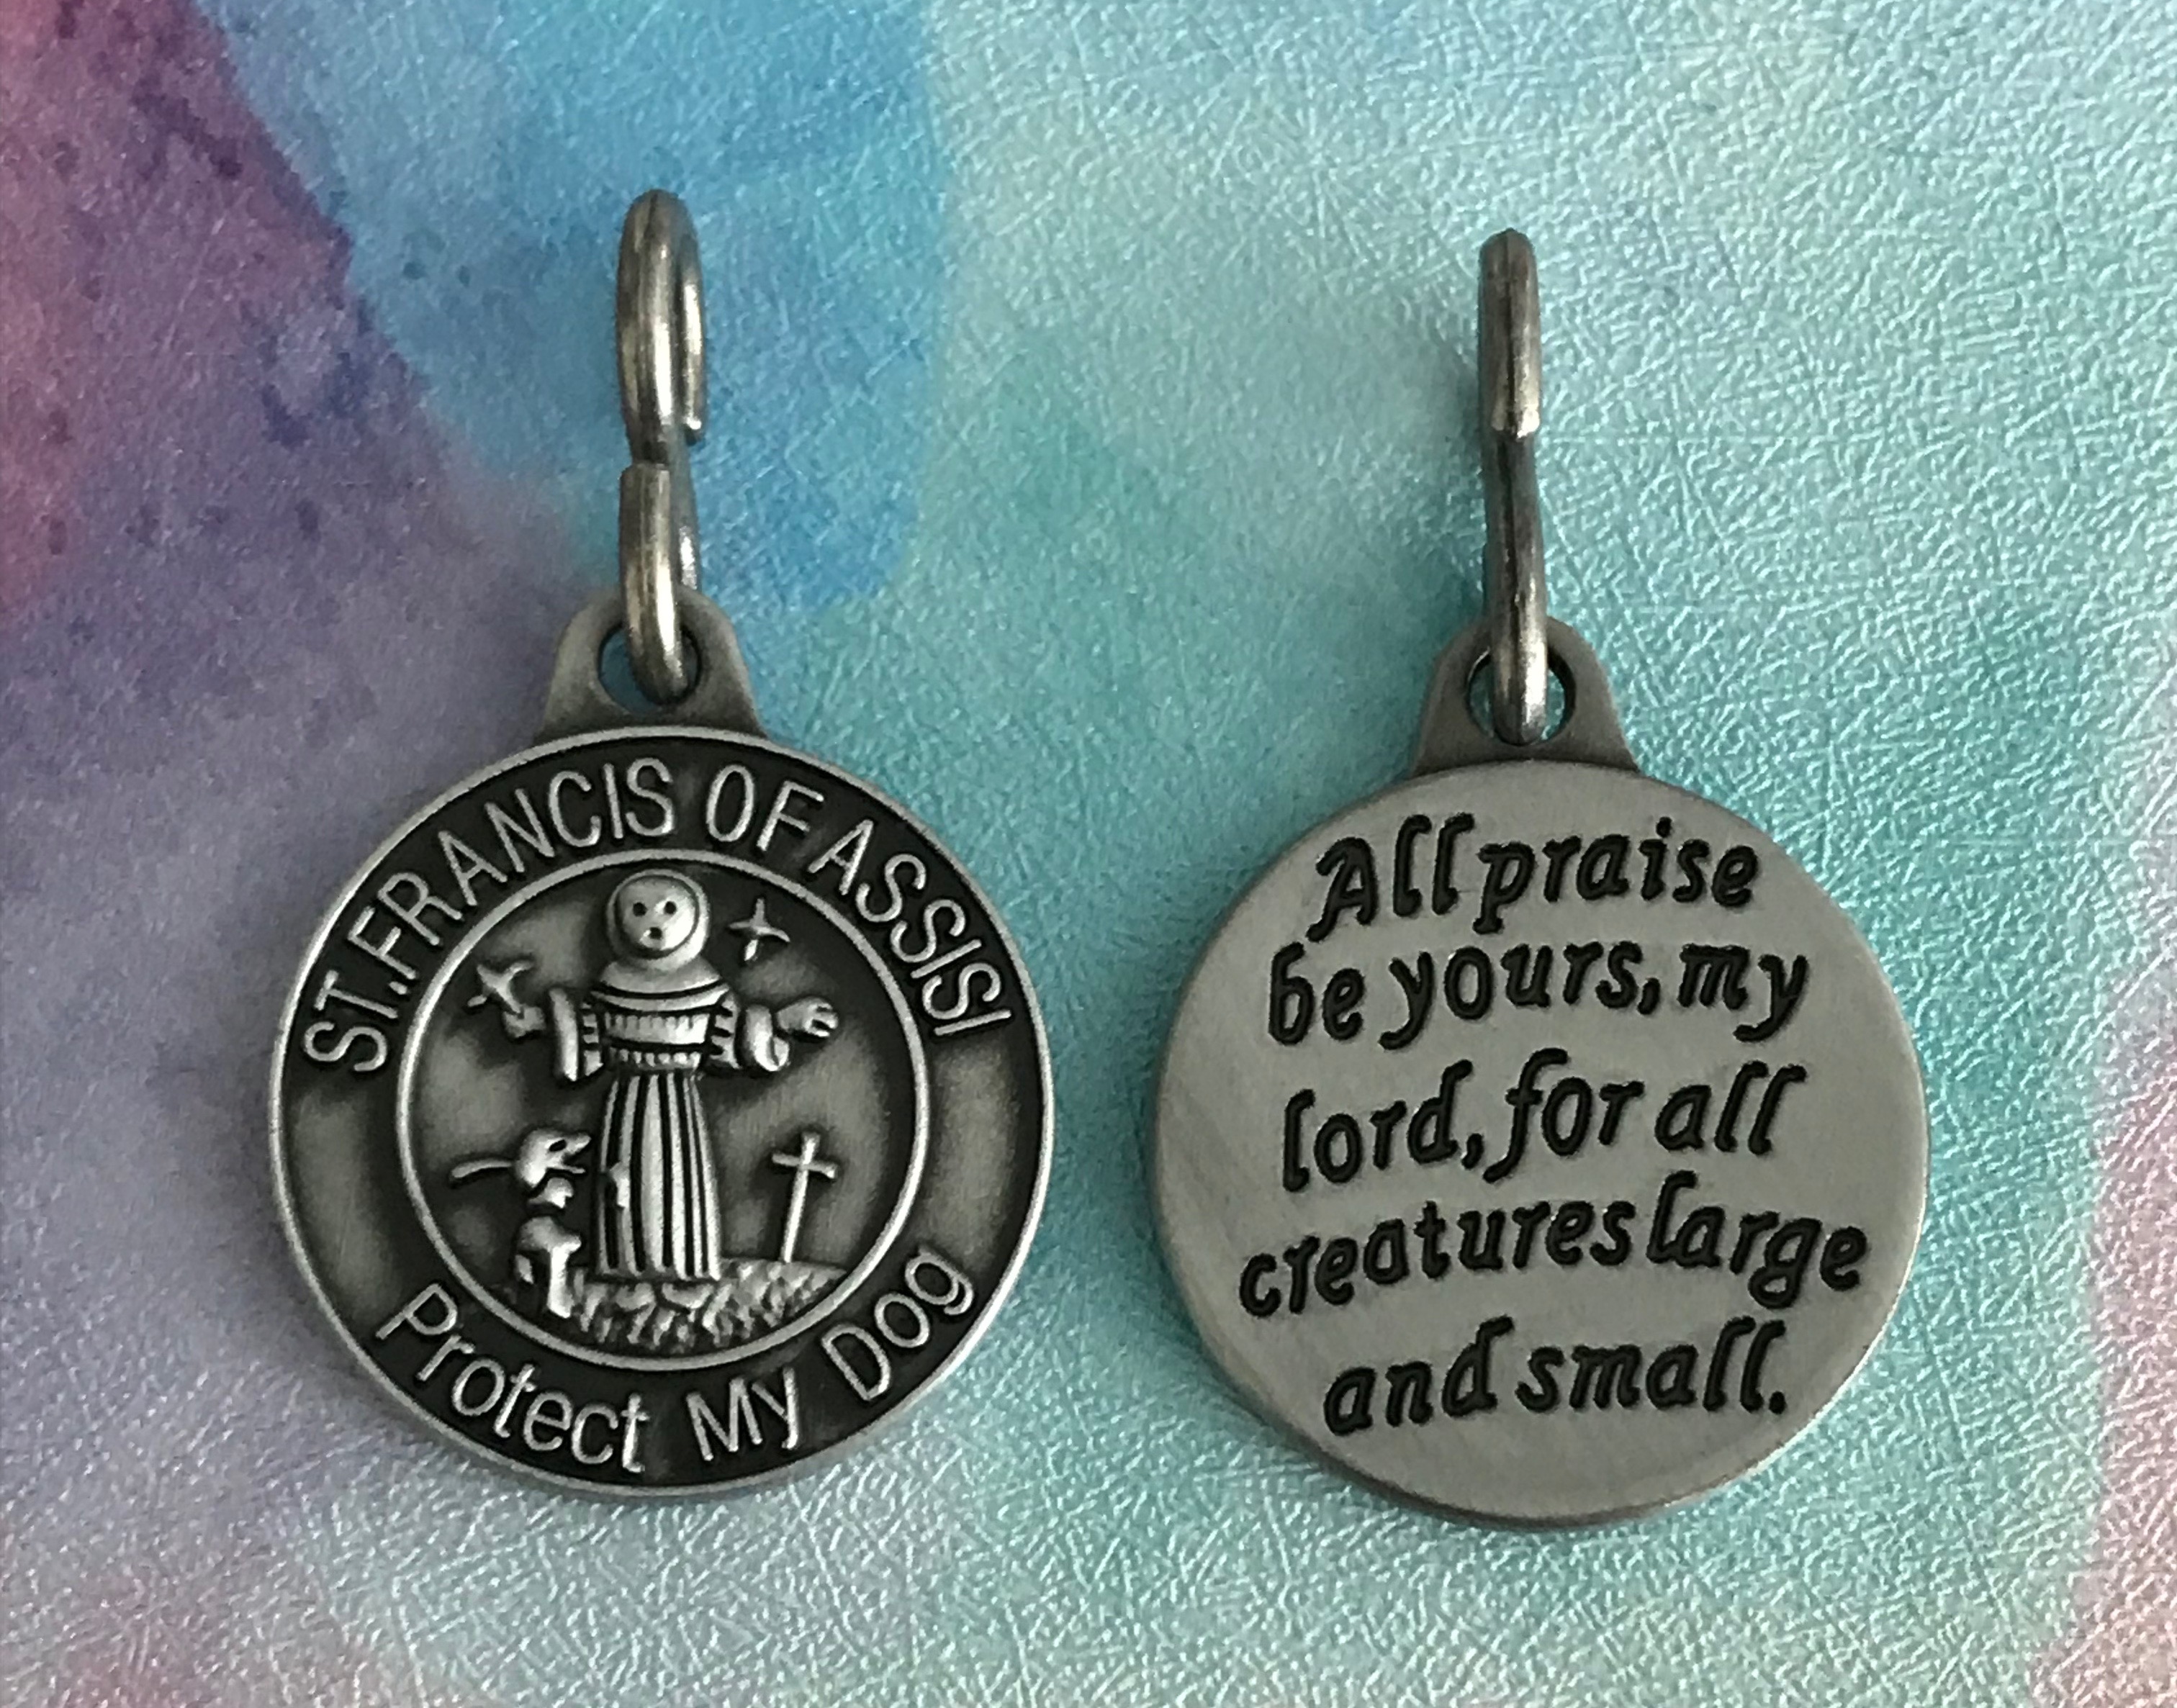 ST.FRANCIS OF ASSISI
Protect My Dog
All praise
be yours, my
lord, for all
creatures large
and small.